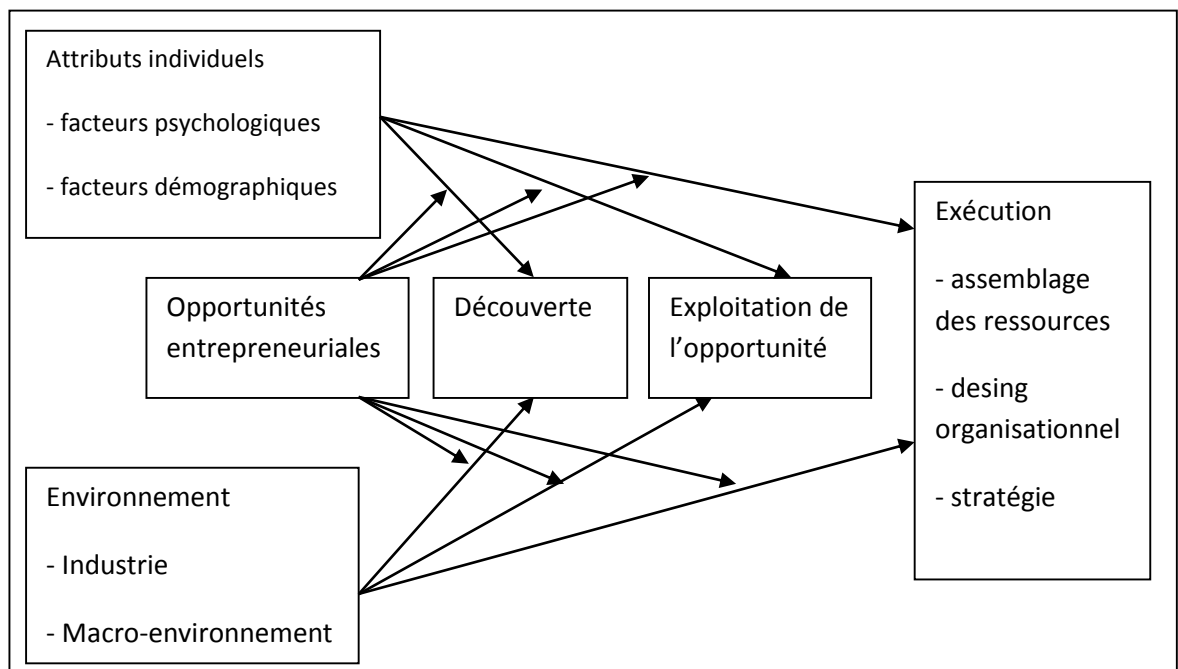 Attributs individuels
- facteurs psychologiques
- facteurs démographiques
Opportunités
entrepreneuriales
Découverte
Exploitation de
l’opportunité
Exécution
- assemblage
des ressources
- desing
organisationnel
- stratégie
Environnement
- Industrie
- Macro-environnement